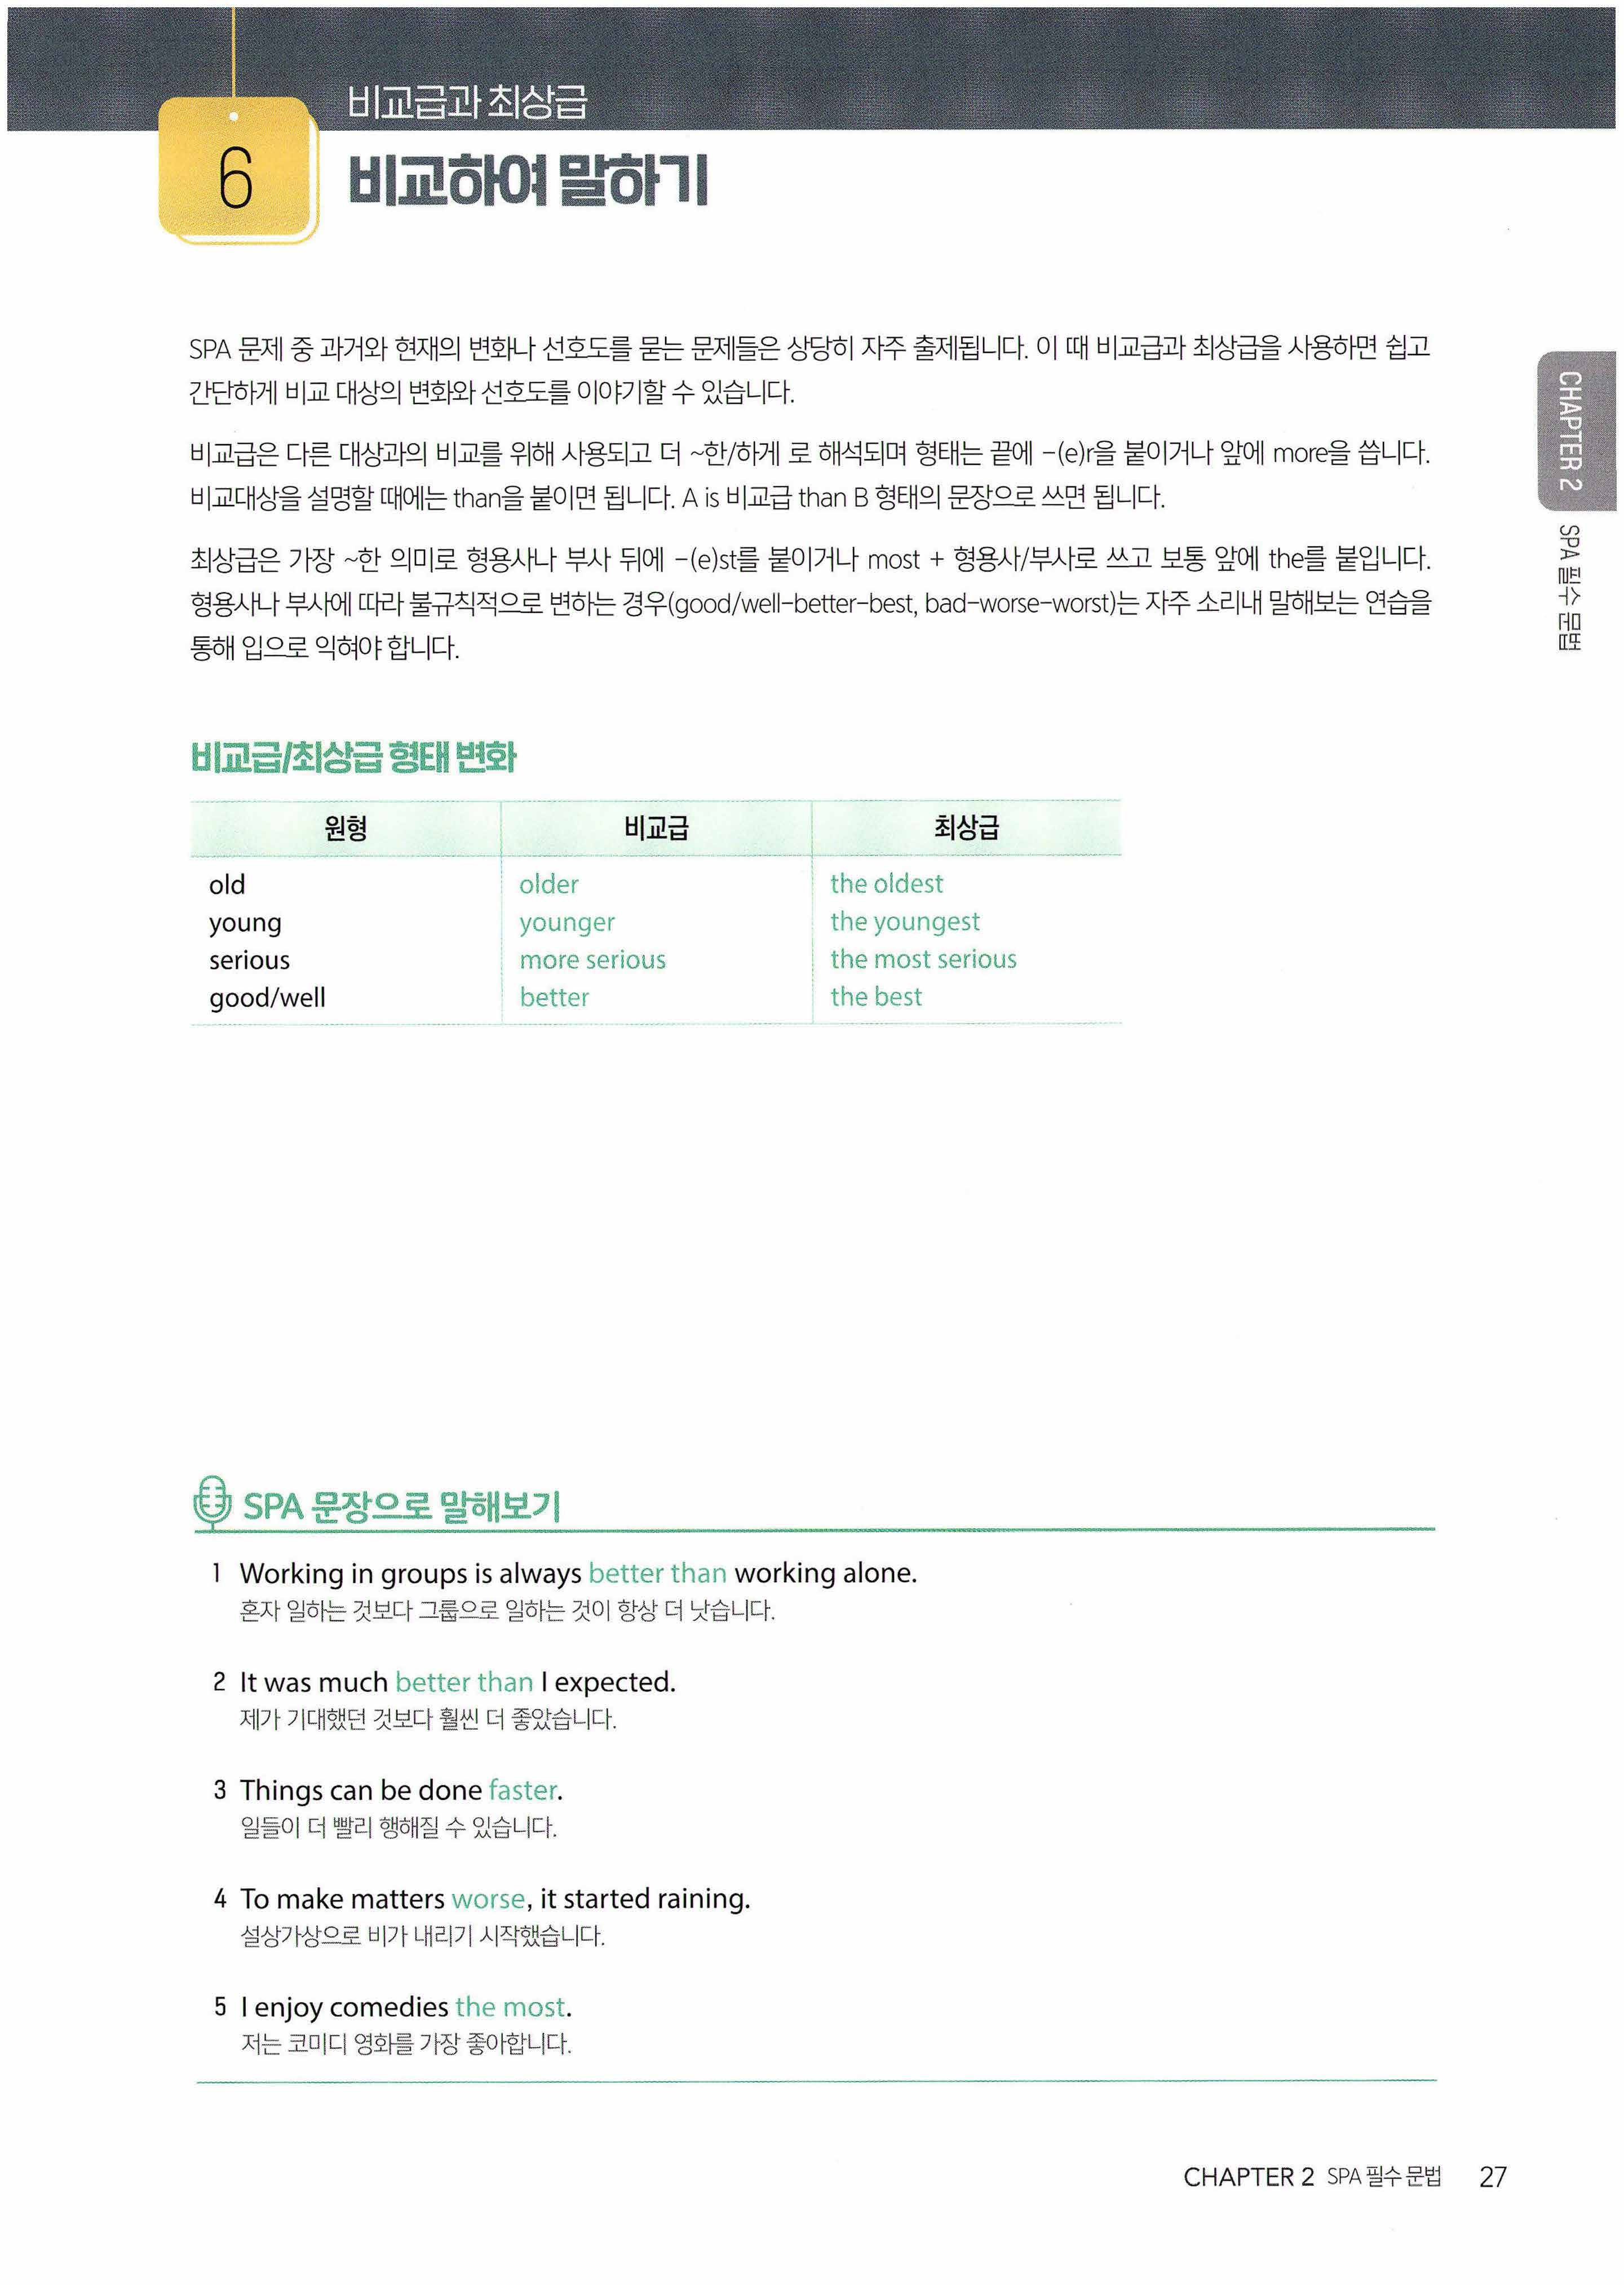 비교급과 최상급
6
비교하여 말하기
SPA 문제 중 과거와 현재의 변화나 선호도를 묻는 문제들은 상당히 자주 출제됩니다. 이 때 비교급과 최상급을 사용하면 쉽고
간단하게 비교 대상의 변화와 선호도를 이야기할 수 있습니다.
비교급은 다른 대상과의 비교를 위해 사용되고 더 ~한/하게 로 해석되며 형태는 끝에 -(e)r을 붙이거나 앞에 more을 씁니다.
비교대상을 설명할 때에는 than을 붙이면 됩니다. A is 비교급 than B 형태의 문장으로 쓰면 됩니다.
최상급은 가장 ~한 의미로 형용사나 부사 뒤에 -(e)st를 붙이거나 most + 형용사/부사로 쓰고 보통 앞에 the를 붙입니다.
형용사나 부사에 따라 불규칙적으로 변하는 경우(good/well-better-best, bad-worse-worst)는 자주 소리내 말해보는 연습을
통해 입으로 익혀야 합니다.
CHAPTER 2 SPA 필수 문법
비교급/최상급 형태 변화
원형 비교급 최상급
old older the oldest
young younger the youngest
serious more serious the most serious
good/well better the best
SPA 문장으로 말해보기
1 Working in groups is always better than working alone.
혼자 일하는 것보다 그룹으로 일하는 것이 항상 더 낫습니다.
2 It was much better than I expected.
제가 기대했던 것보다 훨씬 더 좋았습니다.
3 Things can be done faster.
일들이 더 빨리 행해질 수 있습니다.
4 To make matters worse, it started raining.
설상가상으로 비가 내리기 시작했습니다.
5 I enjoy comedies the most.
저는 코미디 영화를 가장 좋아합니다.
CHAPTER 2 SPA 필수 문법 27